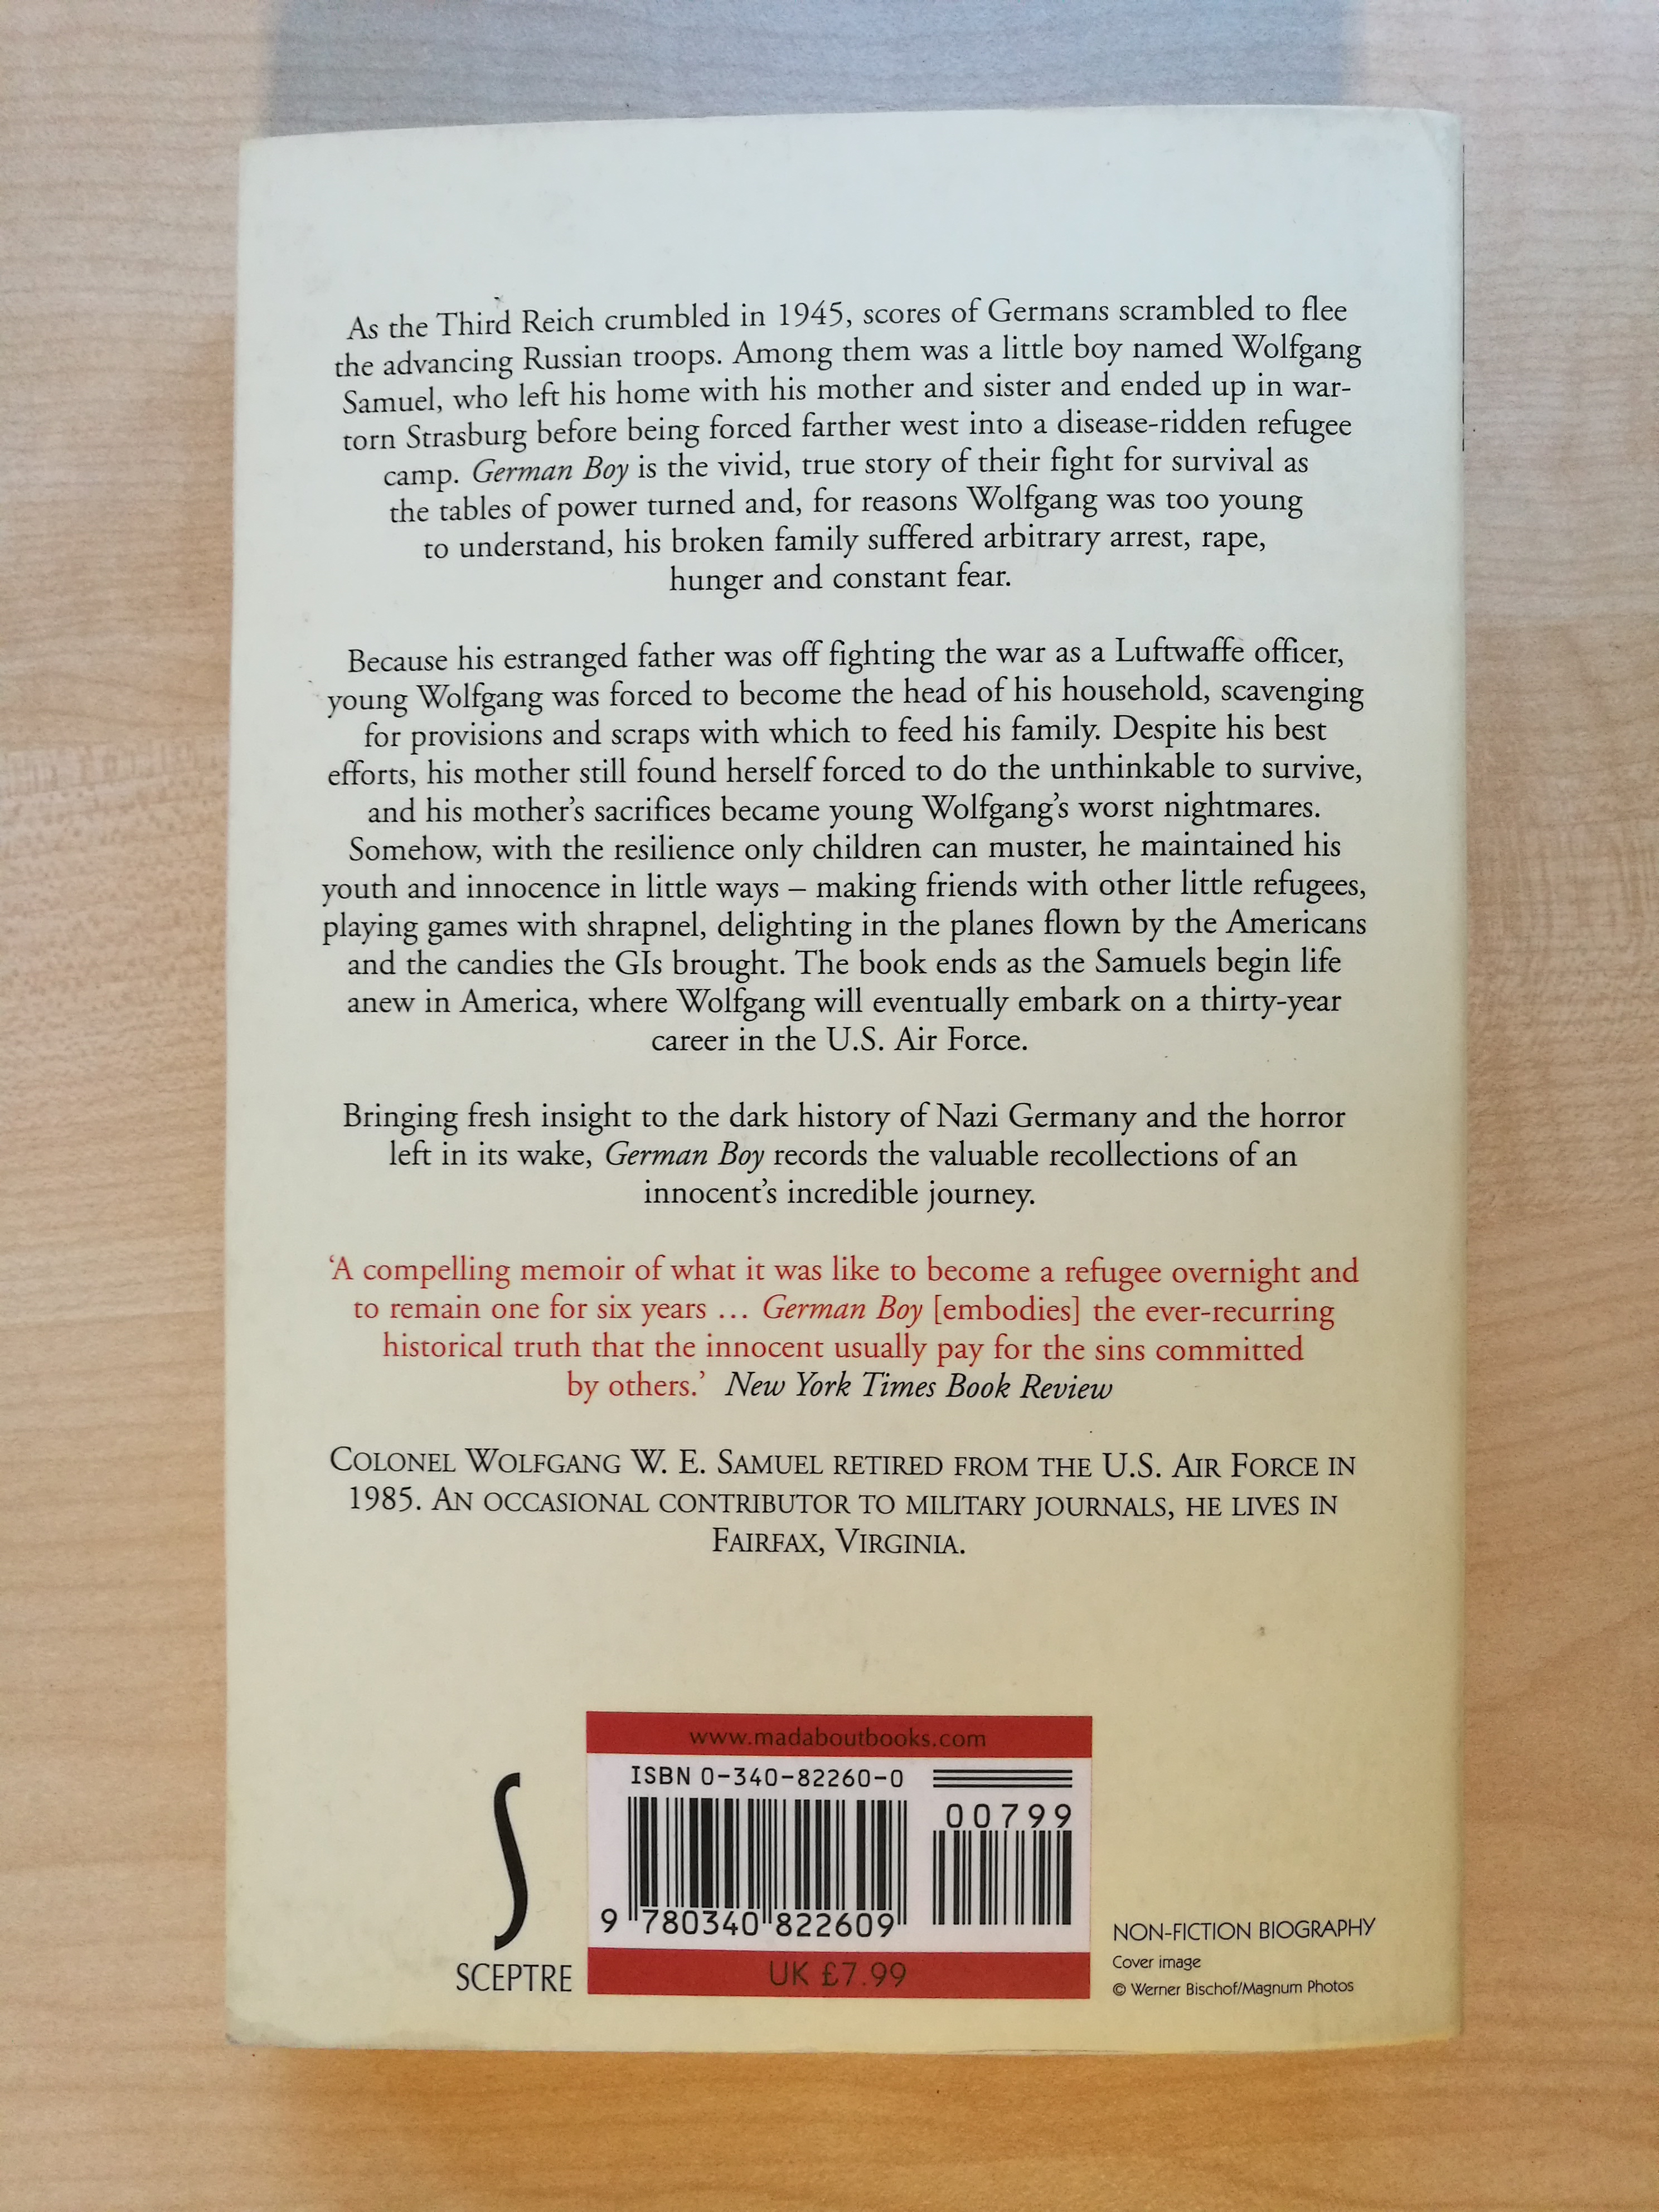 As the Third Reich crumbled in 1945, scores of Germans scrambled to flee
the advancing Russian troops. Among them was a little boy named Wolfgang
Samuel, who left his home with his mother and sister and ended up in war-
torn Strasburg before being forced farther west into a disease-ridden refugee
camp. German Boy is the vivid, true story of their fight for survival as
the tables of power turned and, for reasons Wolfgang was too young
to understand, his broken family suffered arbitrary arrest, rape,
hunger and constant fear.
Because his estranged father was off fighting the war as a Luftwaffe officer,
young Wolfgang was forced to become the head of his household, scavenging
for provisions and scraps with which to feed his family. Despite his best
efforts, his mother still found herself forced to do the unthinkable to survive,
and his mother's sacrifices became young Wolfgang's worst nightmares.
Somehow, with the resilience only children can muster, he maintained his
youth and innocence in little ways – making friends with other little refugees,
playing games with shrapnel, delighting in the planes flown by the Americans
and the candies the GIs brought. The book ends as the Samuels begin life
anew in America, where Wolfgang will eventually embark on a thirty-year
career in the U.S. Air Force.
Bringing fresh insight to the dark history of Nazi Germany and the horror
left in its wake, German Boy records the valuable recollections of an
innocent's incredible journey.
‘A compelling memoir of what it was like to become a refugee overnight and
to remain one for six years … German Boy [embodies] the ever-recurring
historical truth that the innocent usually pay for the sins committed
by others.’ New York Times Book Review
COLONEL WOLFGANG W. E. SAMUEL RETIRED FROM THE U.S. AIR FORCE IN
1985. AN OCCASIONAL CONTRIBUTOR TO MILITARY JOURNALS, HE LIVES IN
FAIRFAX, VIRGINIA.
www.madaboutbooks.com
ISBN 0-340-82260-0
00799
9 780340 822609
UK £7.99
S
SCEPTRE
NON-FICTION BIOGRAPHY
Cover image
© Werner Bischof/Magnum Photos